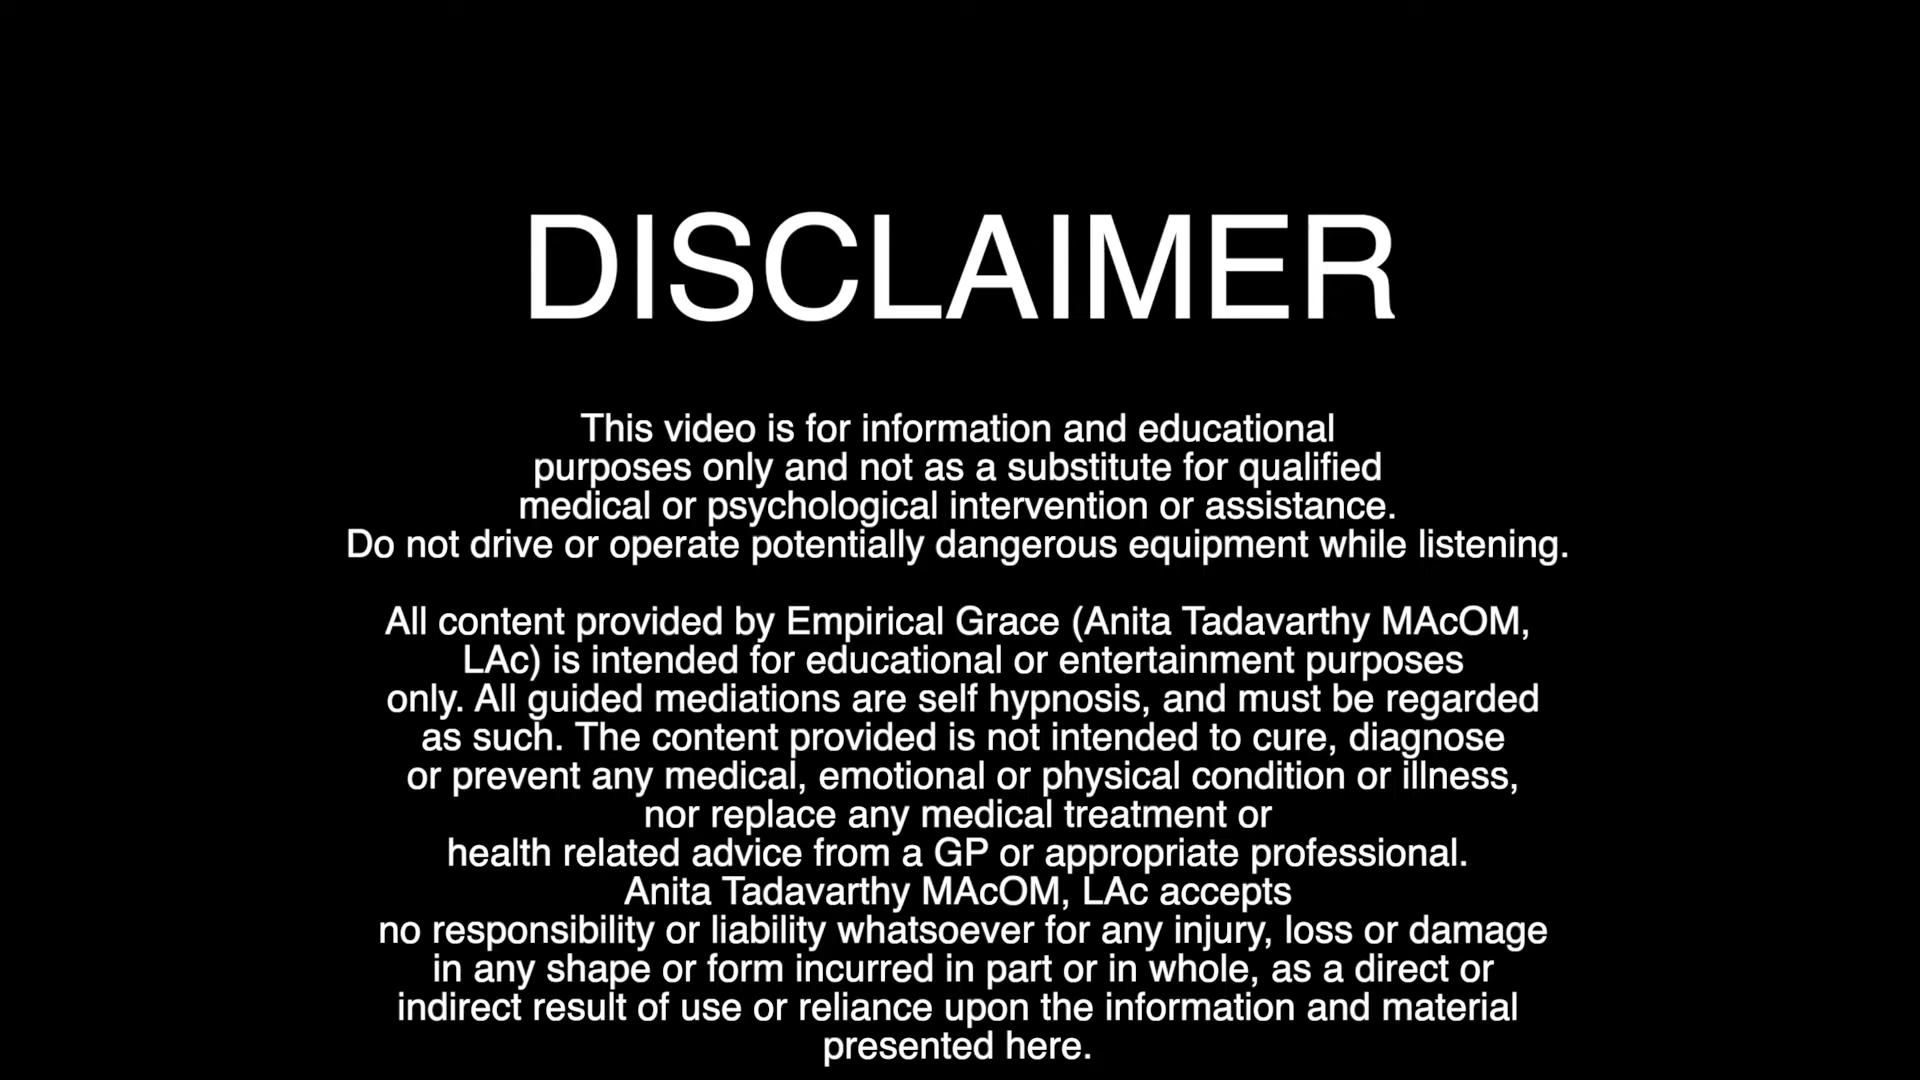 DISCLAIMER
This video is for information and educational
purposes only and not as a substitute for qualified
medical or psychological intervention or assistance.
Do not drive or operate potentially dangerous equipment while listening.
All content provided by Empirical Grace (Anita Tadavarthy MAcOM,
LAc) is intended for educational or entertainment purposes
only. All guided mediations are self hypnosis, and must be regarded
as such. The content provided is not intended to cure, diagnose
or prevent any medical, emotional or physical condition or illness,
nor replace any medical treatment or
health related advice from a GP or appropriate professional.
Anita Tadavarthy MAcOM, LAc accepts
no responsibility or liability whatsoever for any injury, loss or damage
in any shape or form incurred in part or in whole, as a direct or
indirect result of use or reliance upon the information and material
presented here.